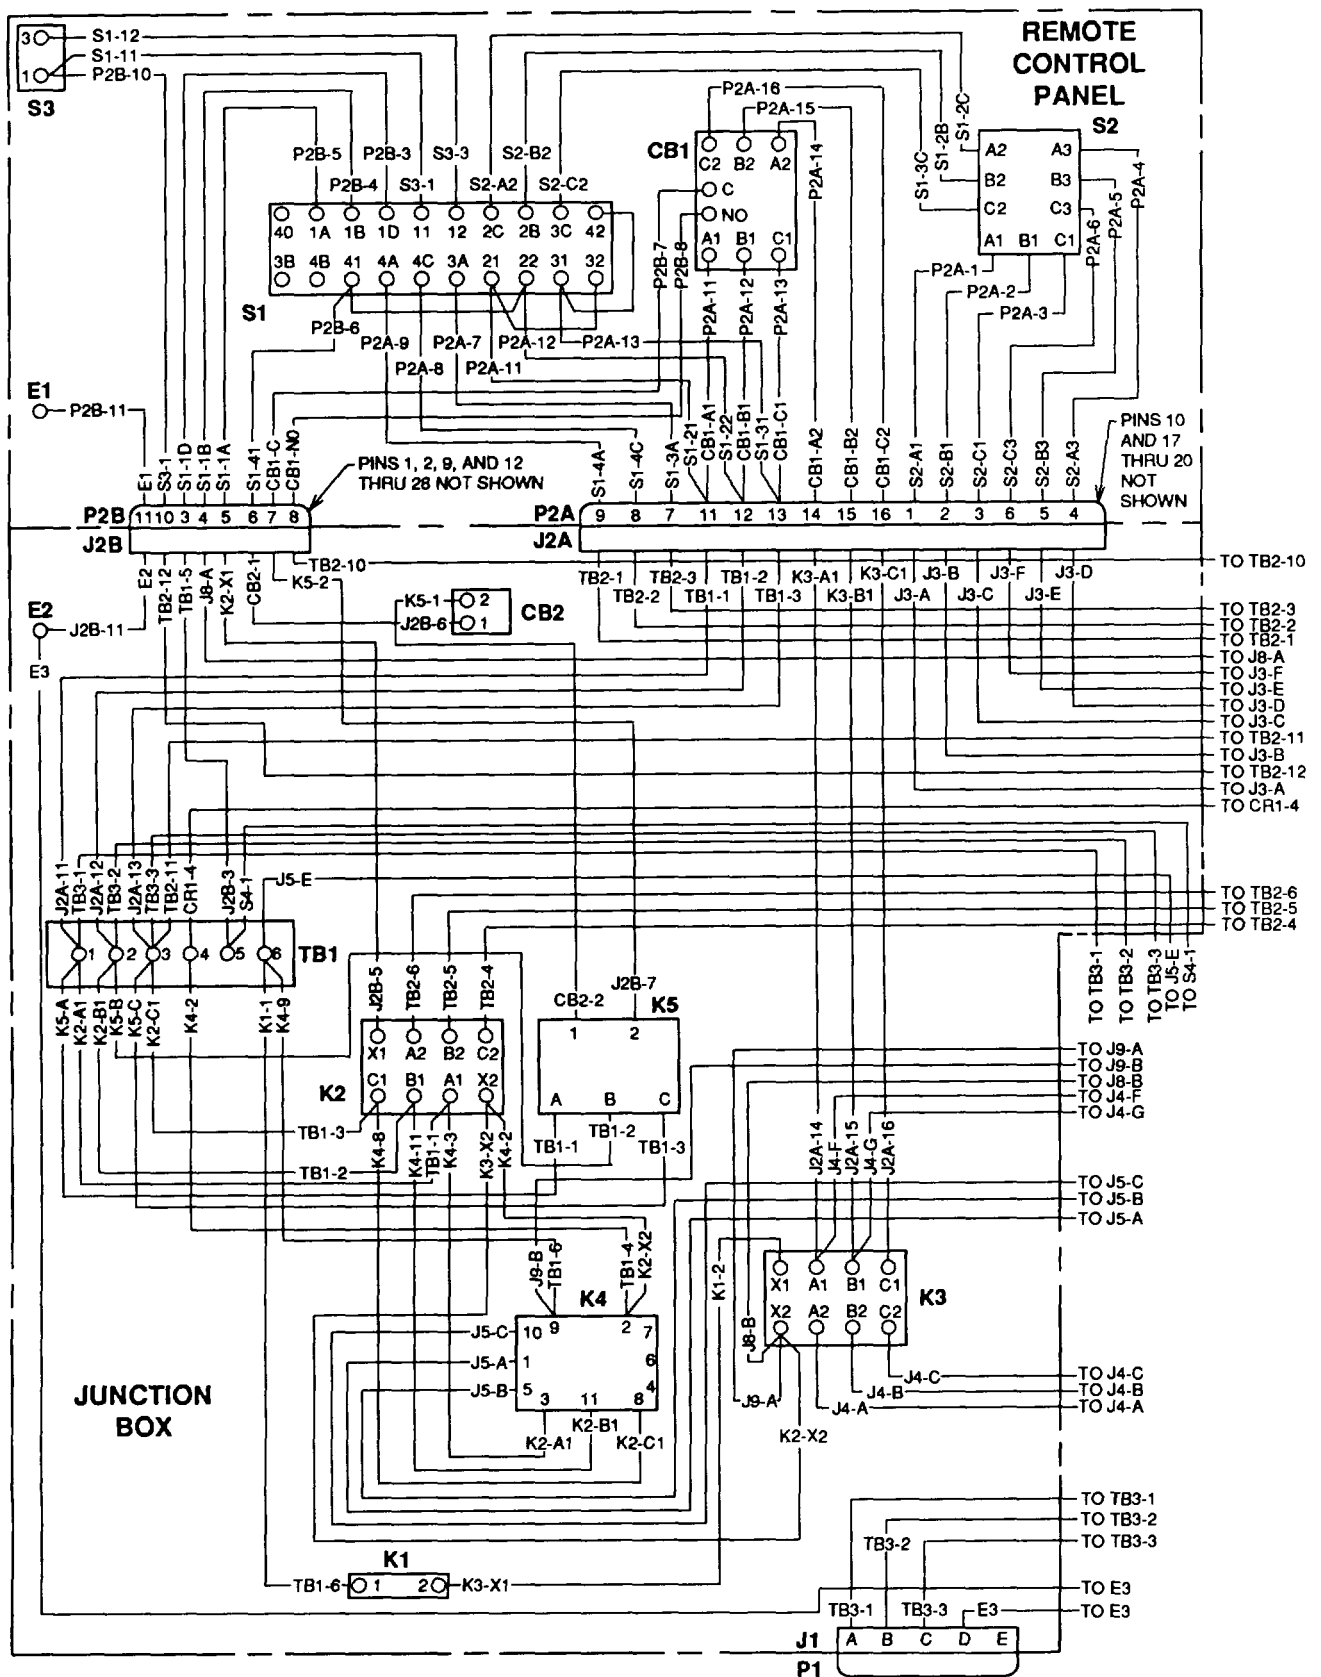 REMOTE
CONTROL
PANEL
3 S1-12
S1-11
1 P2B-10
S3
P2A-16
P2A-15
P2A-14
S1-3C
S1-2B
S1-2C
S2
CB1
C2 B2 A2
C
NO
A1 B1 C1
A2 A3
B2 B3
C2 C3
A1 B1 C1
P2A-4
P2A-5
P2A-6
P2B-5 P2B-3 S3-3 S2-B2
P2B-4 S3-1 S2-A2 S2-C2
40 1A 1B 1D 11 12 2C 2B 3C 42
3B 4B 41 4A 4C 3A 21 22 31 32
S1
P2B-7
P2B-8
P2A-11
P2A-12
P2A-13
P2A-1
P2A-2
P2A-3
P2B-6
P2A-9 P2A-7 P2A-12 P2A-13
P2A-8 P2A-11
E1
P2B-11
E1
S3-1
S1-1D
S1-1B
S1-1A
S1-41
CB1-C
CB1-NO
PINS 1, 2, 9, AND 12
THRU 28 NOT SHOWN
S1-4A
S1-4C
S1-3A
S1-21
CB1-A1
S1-22
CB1-B1
S1-31
CB1-C1
CB1-A2
CB1-B2
CB1-C2
S2-A1
S2-B1
S2-C1
S2-C3
S2-B3
S2-A3
PINS 10
AND 17
THRU 20
NOT
SHOWN
P2B 11 10 3 4 5 6 7 8
P2A 9 8 7 11 12 13 14 15 16 1 2 3 6 5 4
J2B
J2A
E2
TB2-12
TB1-5
J8-A
K2-X1
CB2-1
K5-2
TB2-10
TO TB2-10
TB2-1 TB2-3 TB1-2 K3-A1 K3-C1 J3-B J3-F J3-D
TB2-2 TB1-1 TB1-3 K3-B1 J3-A J3-C J3-E
K5-1 2
J2B-6 1
CB2
E2
J2B-11
E3
TO TB2-3
TO TB2-2
TO TB2-1
TO J8-A
TO J3-F
TO J3-E
TO J3-D
TO J3-C
TO TB2-11
TO J3-B
TO TB2-12
TO J3-A
TO CR1-4
J2A-11
TB3-1
J2A-12
TB3-2
J2A-13
TB3-3
TB2-11
CR1-4
J2B-3
S4-1
J5-E
TO TB2-6
TO TB2-5
TO TB2-4
1 2 3 4 5 6 TB1
K5-A
K2-A1
K2-B1
K5-B
K5-C
K2-C1
K4-2
K1-1
K4-9
TO TB3-1
TO TB3-2
TO TB3-3
TO J5-E
TO S4-1
J2B-5
TB2-6
TB2-5
TB2-4
CB2-2
J2B-7
K5
1 2
A B C
X1 A2 B2 C2
C1 B1 A1 X2
K2
TO J9-A
TO J9-B
TO J8-B
TO J4-F
TO J4-G
TB1-3
TB1-2
K4-8
K4-11
TB1-1
K4-3
K3-X2
K4-2
TB1-1
TB1-2
TB1-3
J2A-14
J4-F
J2A-15
J4-G
J2A-16
TO J5-C
TO J5-B
TO J5-A
J9-B
TB1-6
TB1-4
K2-X2
K1-2
X1 A1 B1 C1
X2 A2 B2 C2
K3
K4
J5-C 10 9 2 7
J5-A 1 6
J5-B 5 4
3 11 8
K2-A1
K2-B1
K2-C1
J8-B
J9-A
K2-X2
J4-C
J4-B
J4-A
TO J4-C
TO J4-B
TO J4-A
JUNCTION
BOX
TO TB3-1
TO TB3-2
TO TB3-3
TB3-2
K1
TB1-6 1 2 K3-X1
TO E3
TB3-1 TB3-3 E3 TO E3
J1 A B C D E
P1